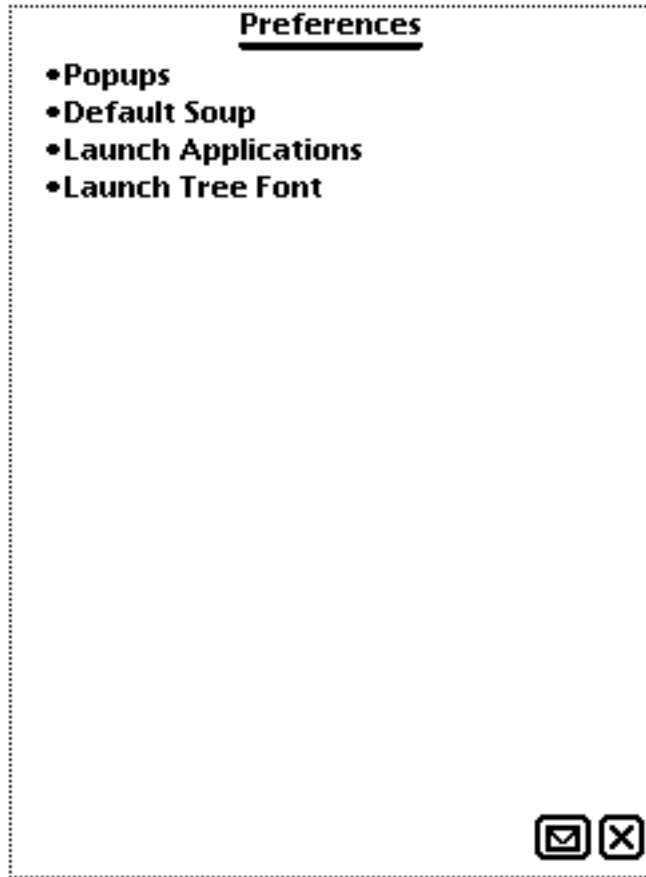 Preferences
•Popups
•Default Soup
•Launch Applications
•Launch Tree Font